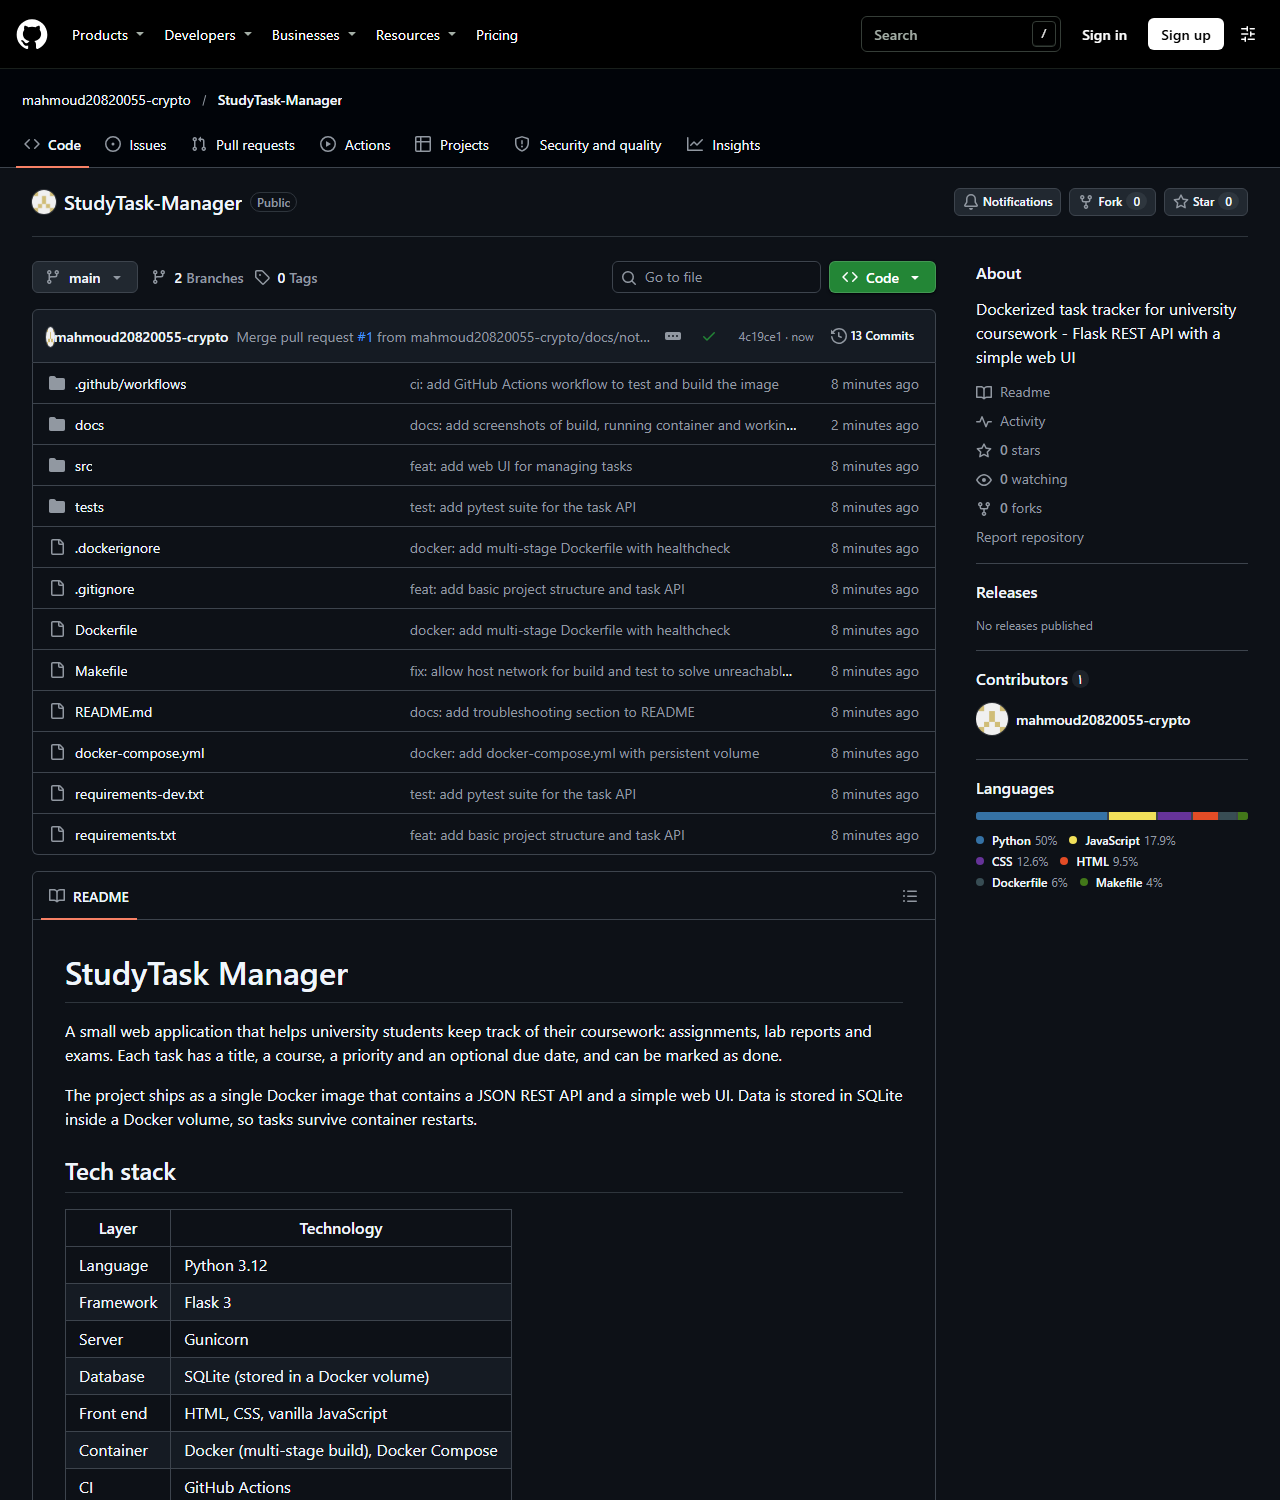 Products Developers Businesses Resources Pricing Search / Sign in Sign up
mahmoud20820055-crypto / StudyTask-Manager
Code Issues Pull requests Actions Projects Security and quality Insights
StudyTask-Manager Public Notifications Fork 0 Star 0
main 2 Branches 0 Tags Go to file Code
mahmoud20820055-crypto Merge pull request #1 from mahmoud20820055-crypto/docs/not... 4c19ce1 · now 13 Commits
.github/workflows ci: add GitHub Actions workflow to test and build the image 8 minutes ago
docs docs: add screenshots of build, running container and workin... 2 minutes ago
src feat: add web UI for managing tasks 8 minutes ago
tests test: add pytest suite for the task API 8 minutes ago
.dockerignore docker: add multi-stage Dockerfile with healthcheck 8 minutes ago
.gitignore feat: add basic project structure and task API 8 minutes ago
Dockerfile docker: add multi-stage Dockerfile with healthcheck 8 minutes ago
Makefile fix: allow host network for build and test to solve unreachabl... 8 minutes ago
README.md docs: add troubleshooting section to README 8 minutes ago
docker-compose.yml docker: add docker-compose.yml with persistent volume 8 minutes ago
requirements-dev.txt test: add pytest suite for the task API 8 minutes ago
requirements.txt feat: add basic project structure and task API 8 minutes ago
README
StudyTask Manager
A small web application that helps university students keep track of their coursework: assignments, lab reports and
exams. Each task has a title, a course, a priority and an optional due date, and can be marked as done.
The project ships as a single Docker image that contains a JSON REST API and a simple web UI. Data is stored in SQLite
inside a Docker volume, so tasks survive container restarts.
Tech stack
Layer Technology
Language Python 3.12
Framework Flask 3
Server Gunicorn
Database SQLite (stored in a Docker volume)
Front end HTML, CSS, vanilla JavaScript
Container Docker (multi-stage build), Docker Compose
CI GitHub Actions
About
Dockerized task tracker for university
coursework - Flask REST API with a
simple web UI
Readme
Activity
0 stars
0 watching
0 forks
Report repository
Releases
No releases published
Contributors 1
mahmoud20820055-crypto
Languages
Python 50% JavaScript 17.9%
CSS 12.6% HTML 9.5%
Dockerfile 6% Makefile 4%